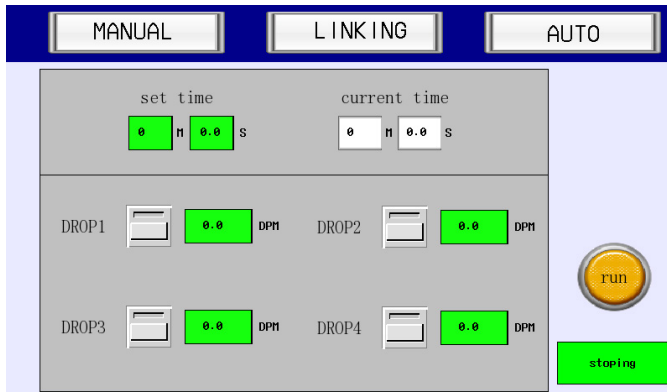 MANUAL LINKING AUTO
set time current time
0 M 0.0 S 0 M 0.0 S
DROP1 0.0 DPM DROP2 0.0 DPM
run
DROP3 0.0 DPM DROP4 0.0 DPM
stoping